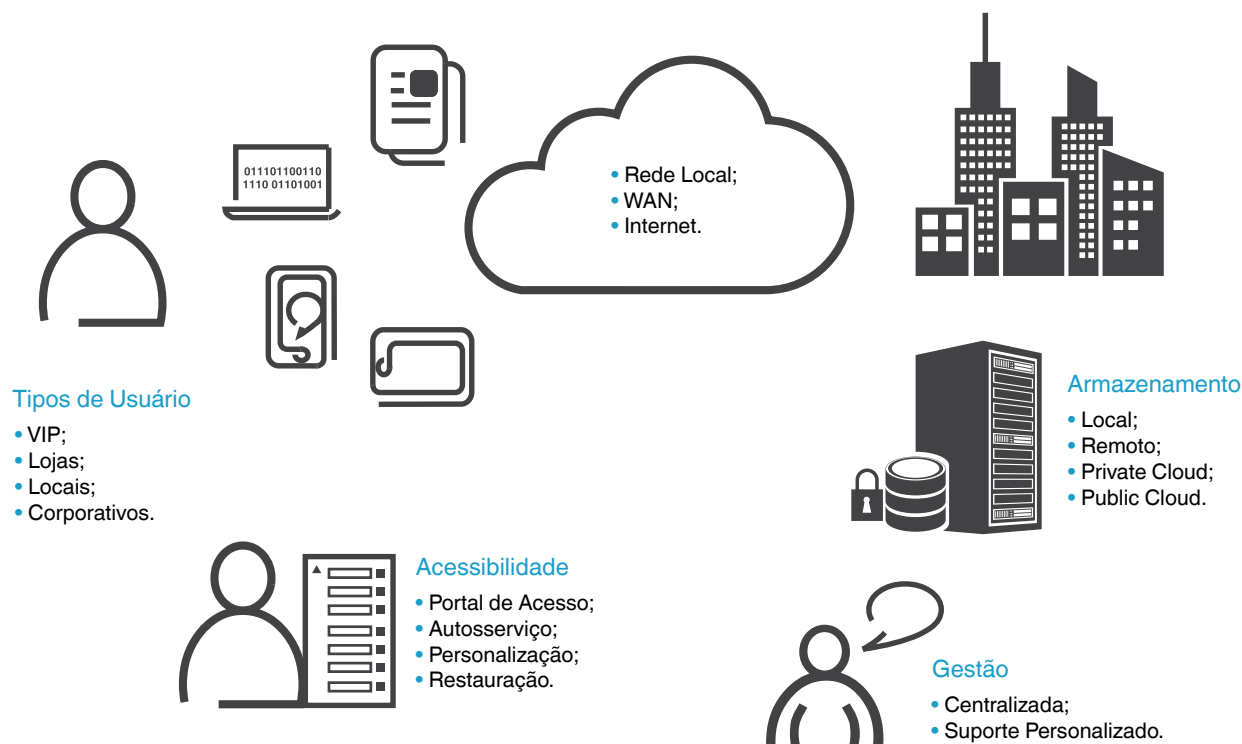 011101100110
1110 01101001
• Rede Local;
• WAN;
• Internet.
Tipos de Usuário
• VIP;
• Lojas;
• Locais;
• Corporativos.
Armazenamento
• Local;
• Remoto;
• Private Cloud;
• Public Cloud.
Acessibilidade
• Portal de Acesso;
• Autosserviço;
• Personalização;
• Restauração.
Gestão
• Centralizada;
• Suporte Personalizado.